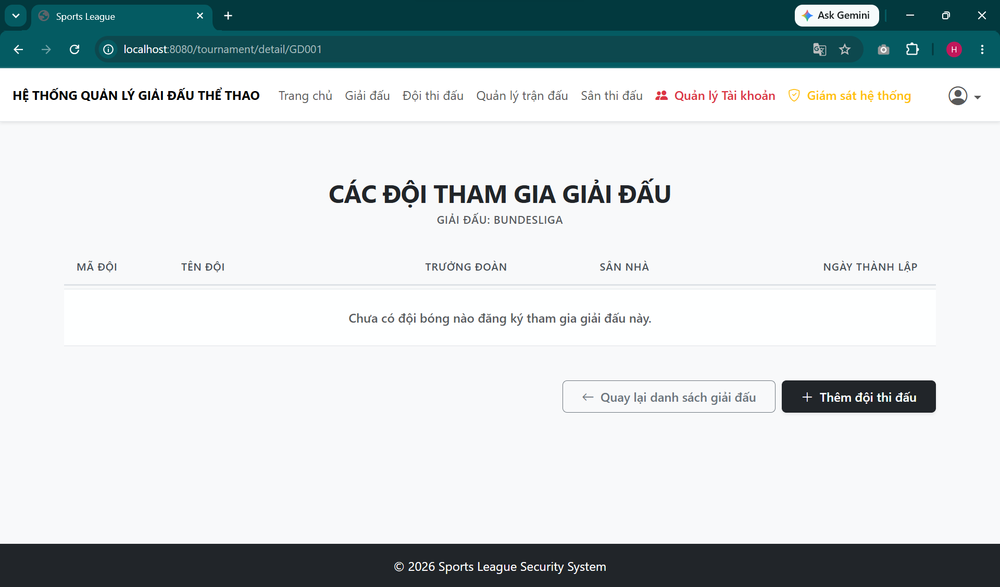 Sports League
Ask Gemini
localhost:8080/tournament/detail/GD001
H
HỆ THỐNG QUẢN LÝ GIẢI ĐẤU THỂ THAO
Trang chủ
Giải đấu
Đội thi đấu
Quản lý trận đấu
Sân thi đấu
Quản lý Tài khoản
Giám sát hệ thống
CÁC ĐỘI THAM GIA GIẢI ĐẤU
GIẢI ĐẤU: BUNDESLIGA
MÃ ĐỘI
TÊN ĐỘI
TRƯỞNG ĐOÀN
SÂN NHÀ
NGÀY THÀNH LẬP
Chưa có đội bóng nào đăng ký tham gia giải đấu này.
← Quay lại danh sách giải đấu
+ Thêm đội thi đấu
© 2026 Sports League Security System